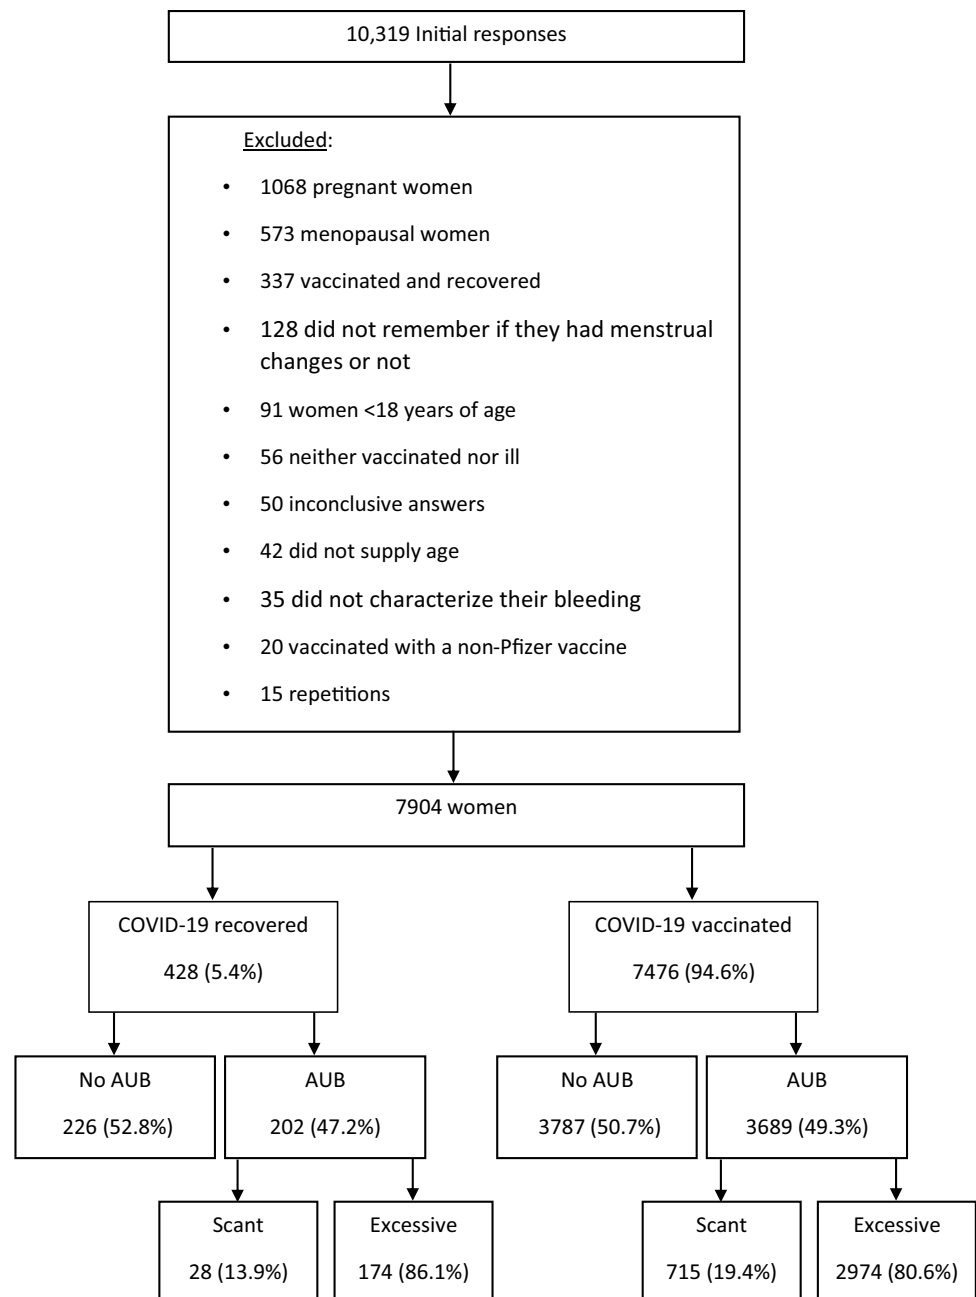 10,319 Initial responses
Excluded:
• 1068 pregnant women
• 573 menopausal women
• 337 vaccinated and recovered
• 128 did not remember if they had menstrual
changes or not
• 91 women <18 years of age
• 56 neither vaccinated nor ill
• 50 inconclusive answers
• 42 did not supply age
• 35 did not characterize their bleeding
• 20 vaccinated with a non-Pfizer vaccine
• 15 repetitions
7904 women
COVID-19 recovered
428 (5.4%)
COVID-19 vaccinated
7476 (94.6%)
No AUB
226 (52.8%)
AUB
202 (47.2%)
No AUB
3787 (50.7%)
AUB
3689 (49.3%)
Scant
28 (13.9%)
Excessive
174 (86.1%)
Scant
715 (19.4%)
Excessive
2974 (80.6%)